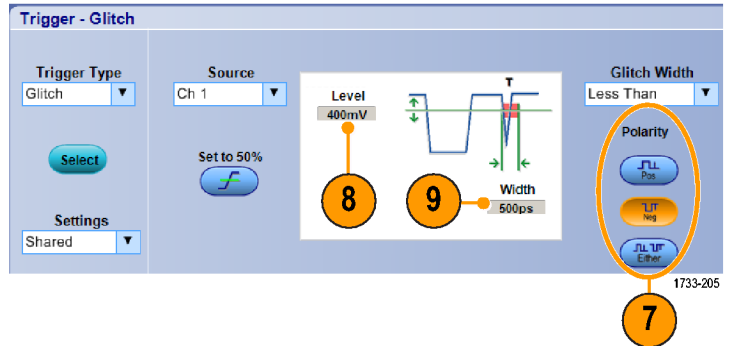 Trigger - Glitch
Trigger Type
Glitch
Select
Settings
Shared
Source
Ch 1
Set to 50%
Level
400mV
8
T
9
Width
500ps
Glitch Width
Less Than
Polarity
Pos
Neg
Either
1733-205
7